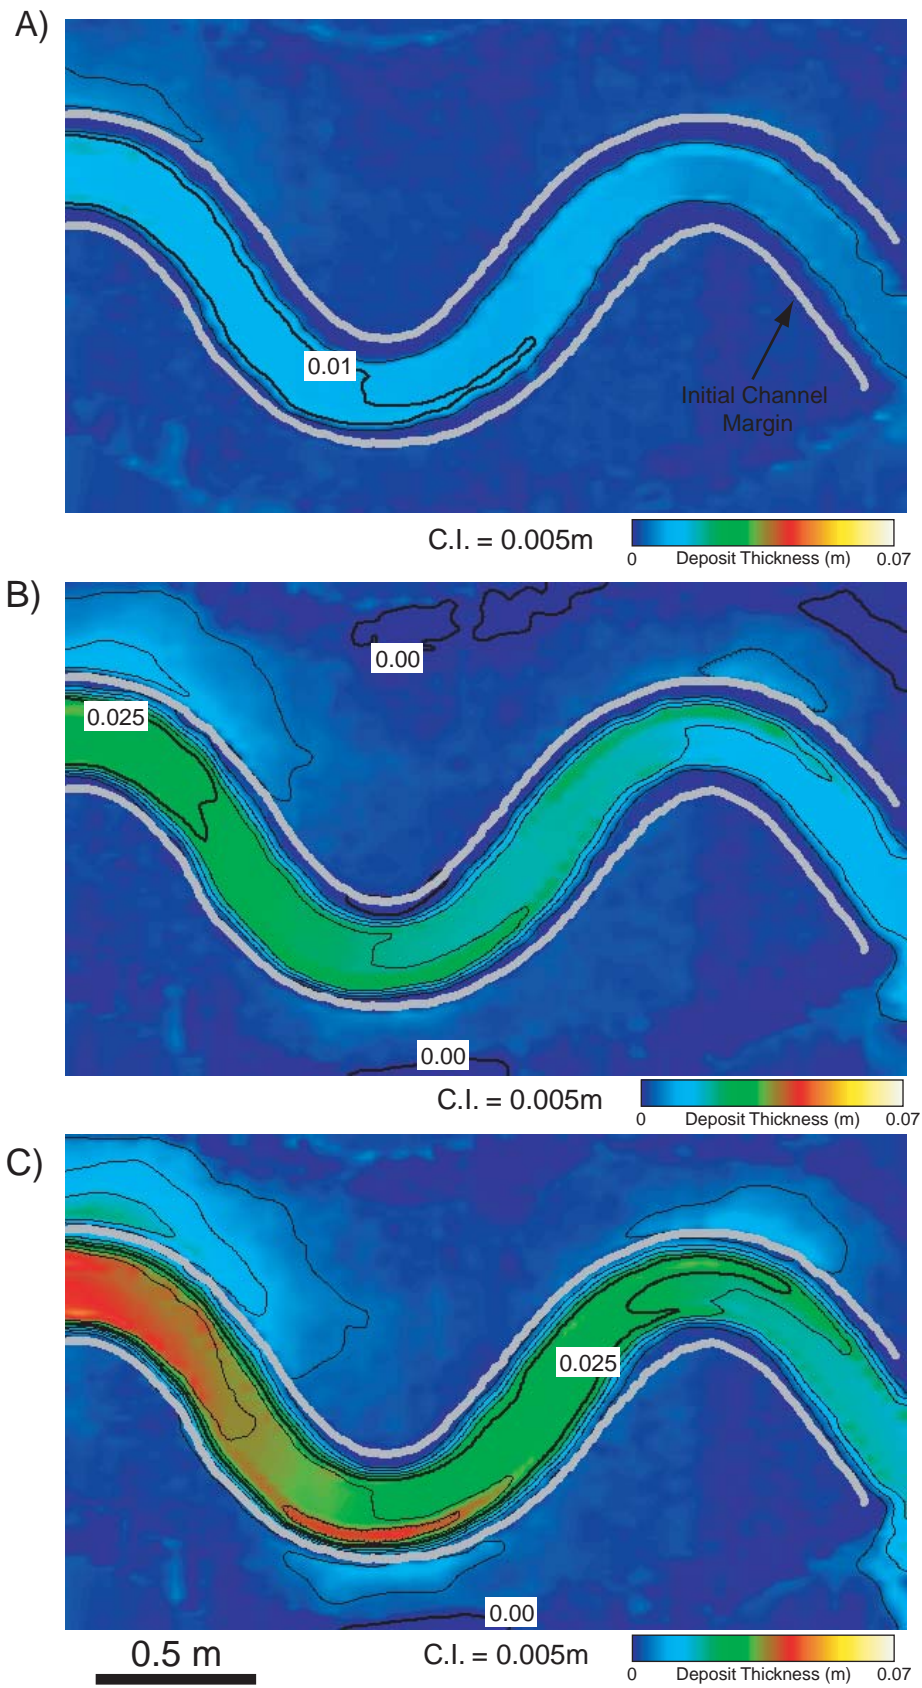 A)
0.01
Initial Channel
Margin
C.I. = 0.005m
0 Deposit Thickness (m) 0.07
B)
0.00
0.025
0.00
C.I. = 0.005m
0 Deposit Thickness (m) 0.07
C)
0.025
0.00
0.5 m
C.I. = 0.005m
0 Deposit Thickness (m) 0.07